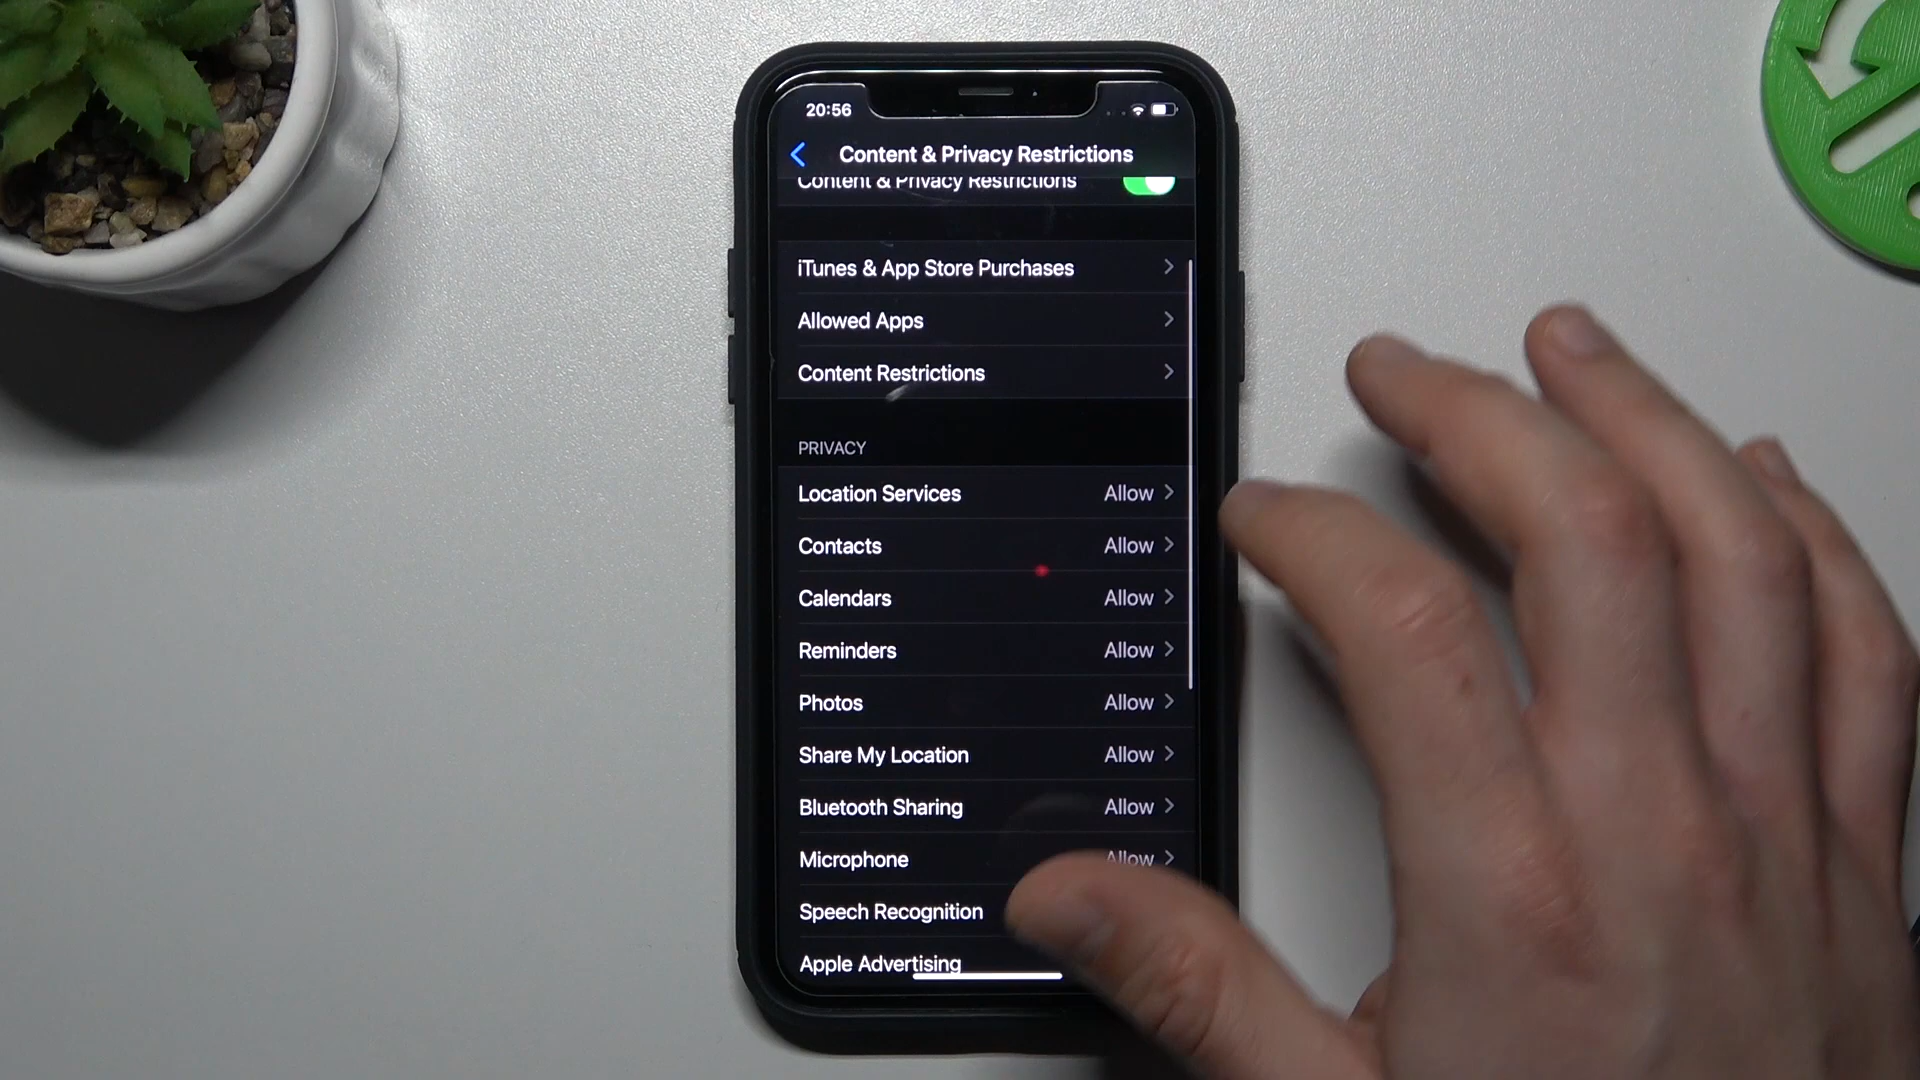 20:56
Content & Privacy Restrictions
Content & Privacy Restrictions
iTunes & App Store Purchases
Allowed Apps
Content Restrictions
PRIVACY
Location Services Allow
Contacts Allow
Calendars Allow
Reminders Allow
Photos Allow
Share My Location Allow
Bluetooth Sharing Allow
Microphone Allow
Speech Recognition
Apple Advertising